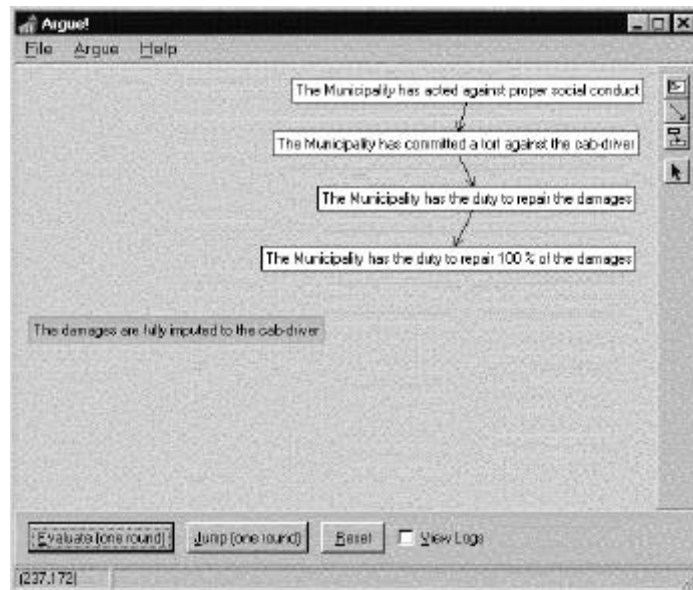 Argue!
File Argue Help
The Municipality has acted against proper social conduct
The Municipality has committed a tort against the cab-driver
The Municipality has the duty to repair the damages
The Municipality has the duty to repair 100 % of the damages
The damages are fully imputed to the cab-driver
Evaluate (one round) Jump (one round) Reset View Logs
(237,172)